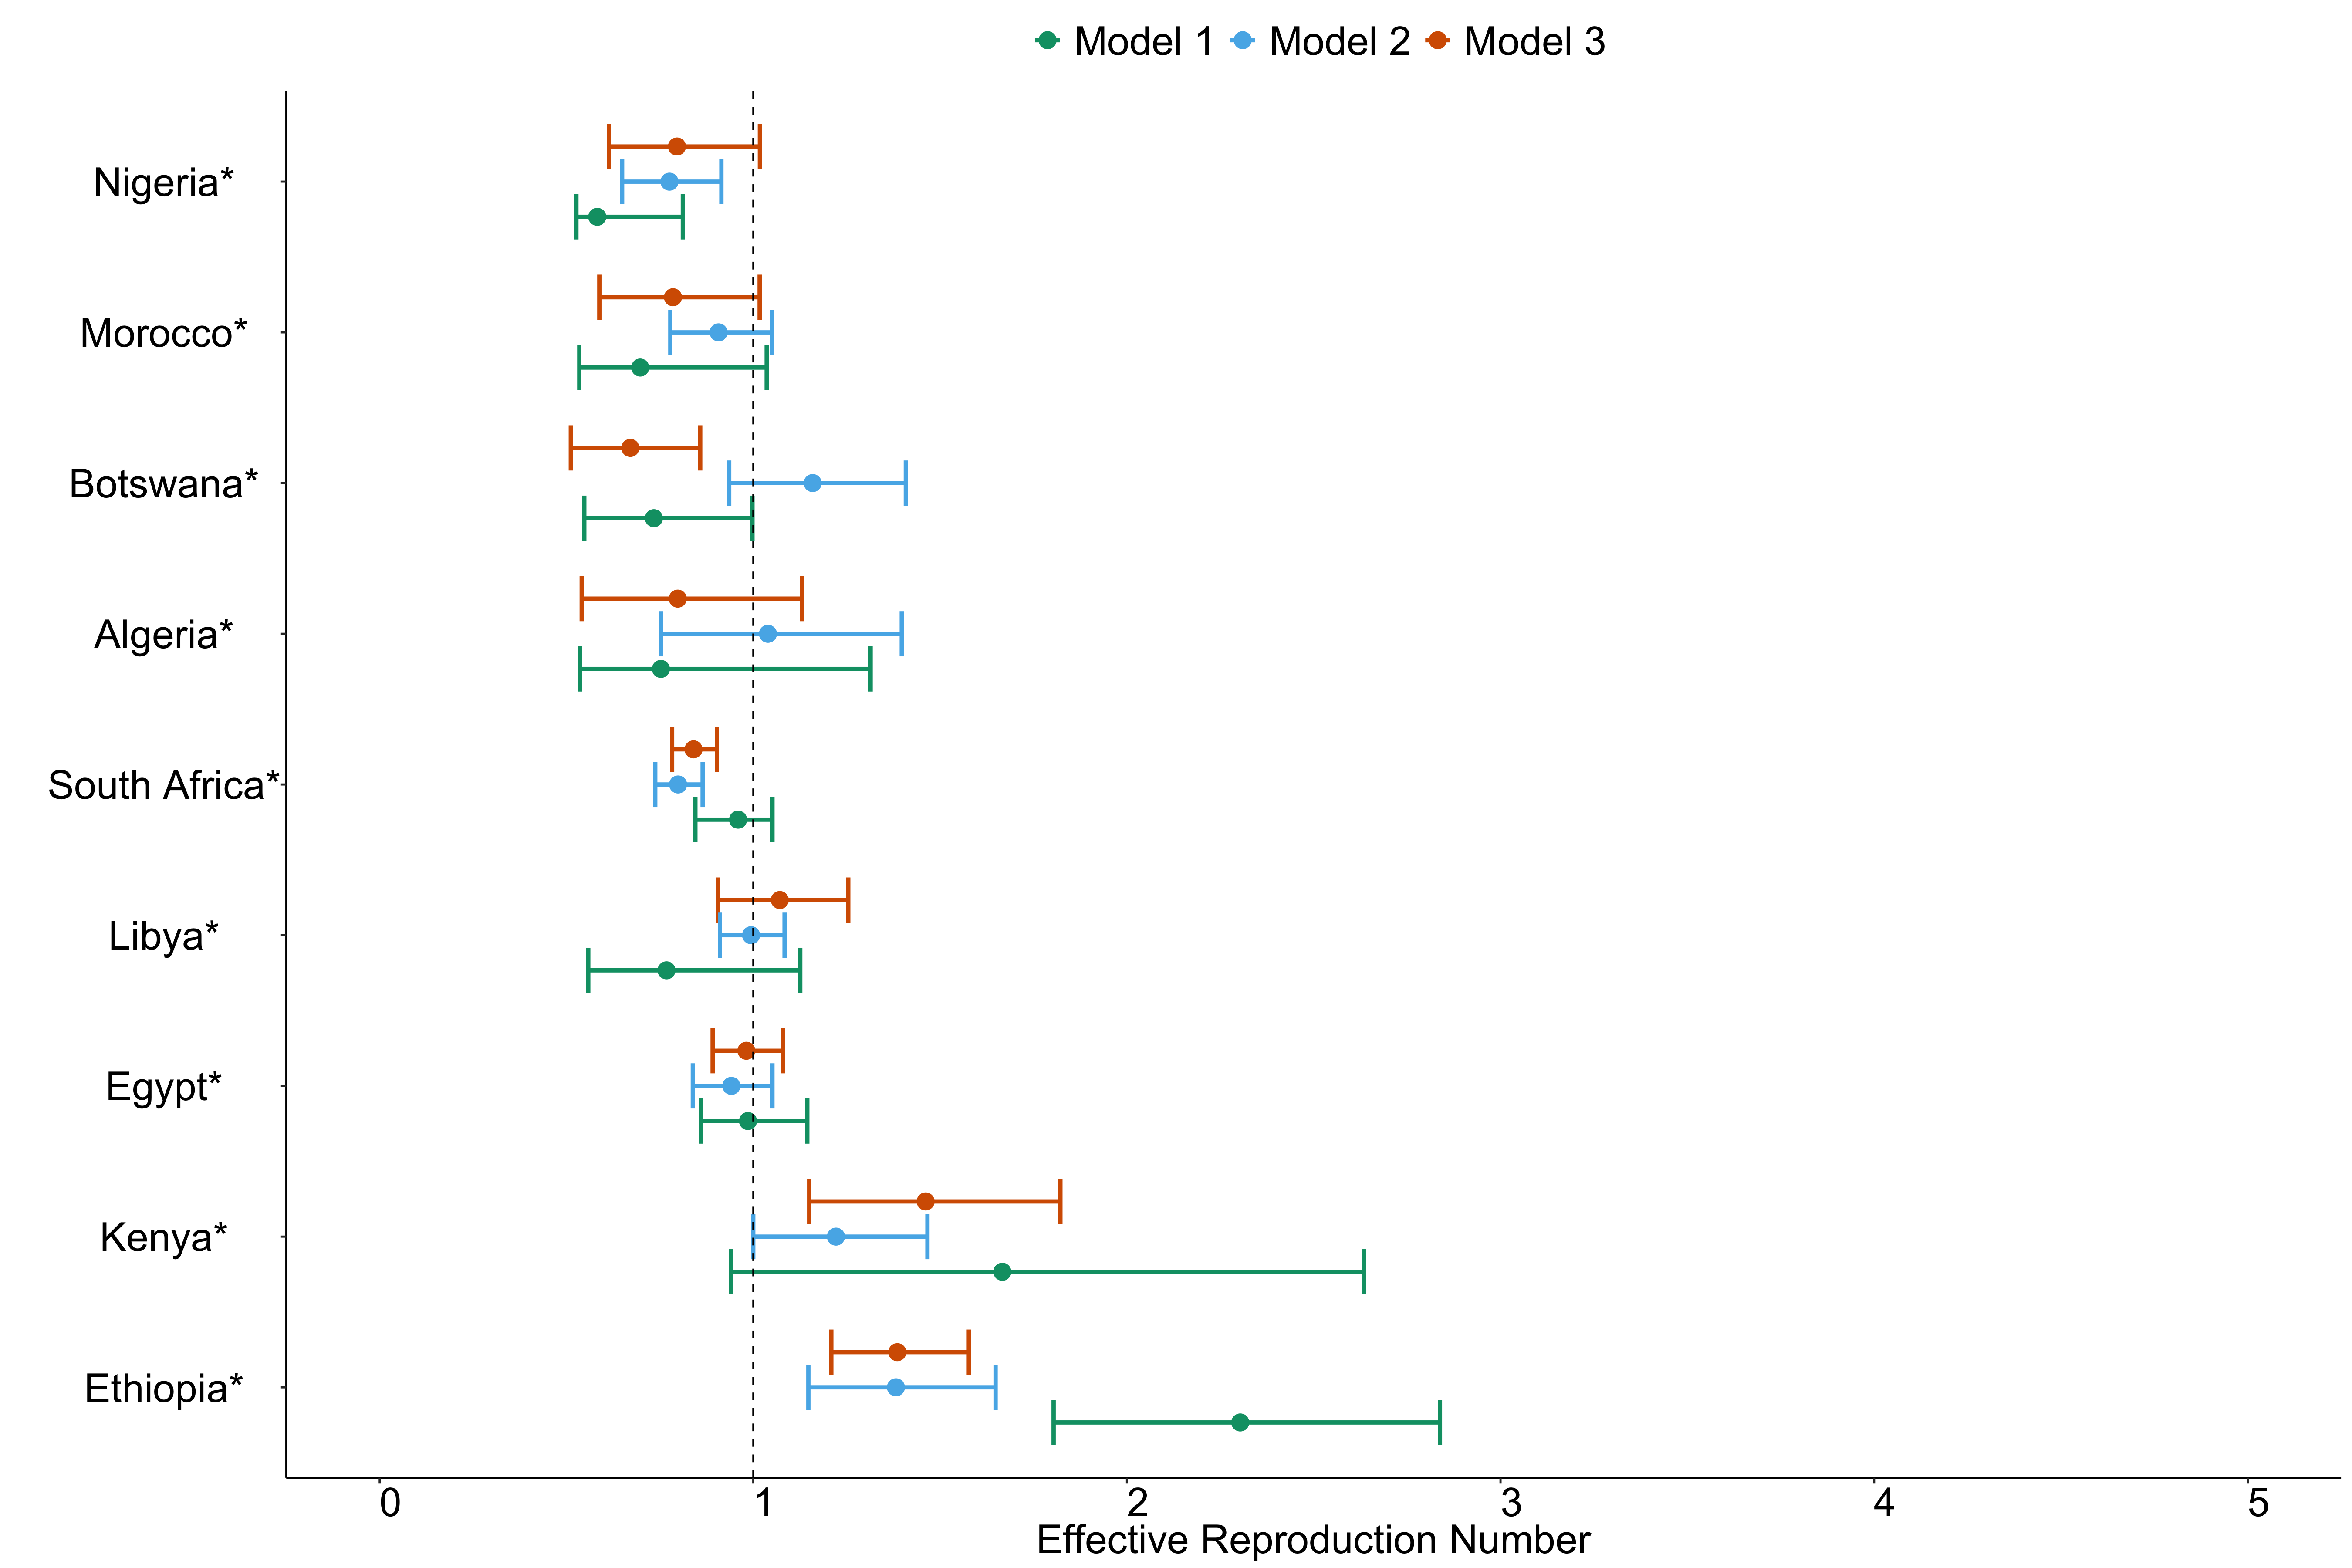 Model 1 Model 2 Model 3
Nigeria*
Morocco*
Botswana*
Algeria*
South Africa*
Libya*
Egypt*
Kenya*
Ethiopia*
0 1 2 3 4 5
Effective Reproduction Number